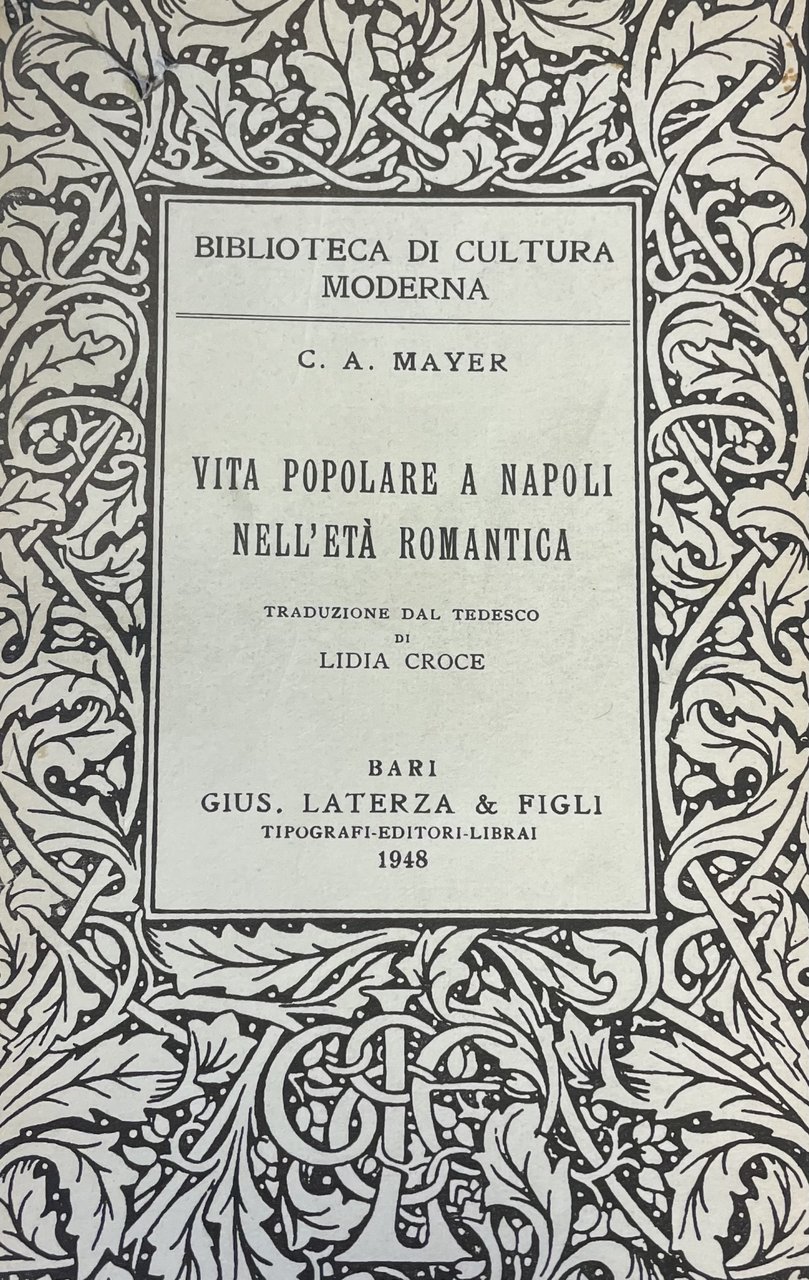 BIBLIOTECA DI CULTURA
MODERNA
C. A. MAYER
VITA POPOLARE A NAPOLI
NELL'ETÀ ROMANTICA
TRADUZIONE DAL TEDESCO
DI
LIDIA CROCE
BARI
GIUS. LATERZA & FIGLI
TIPOGRAFI-EDITORI-LIBRAI
1948